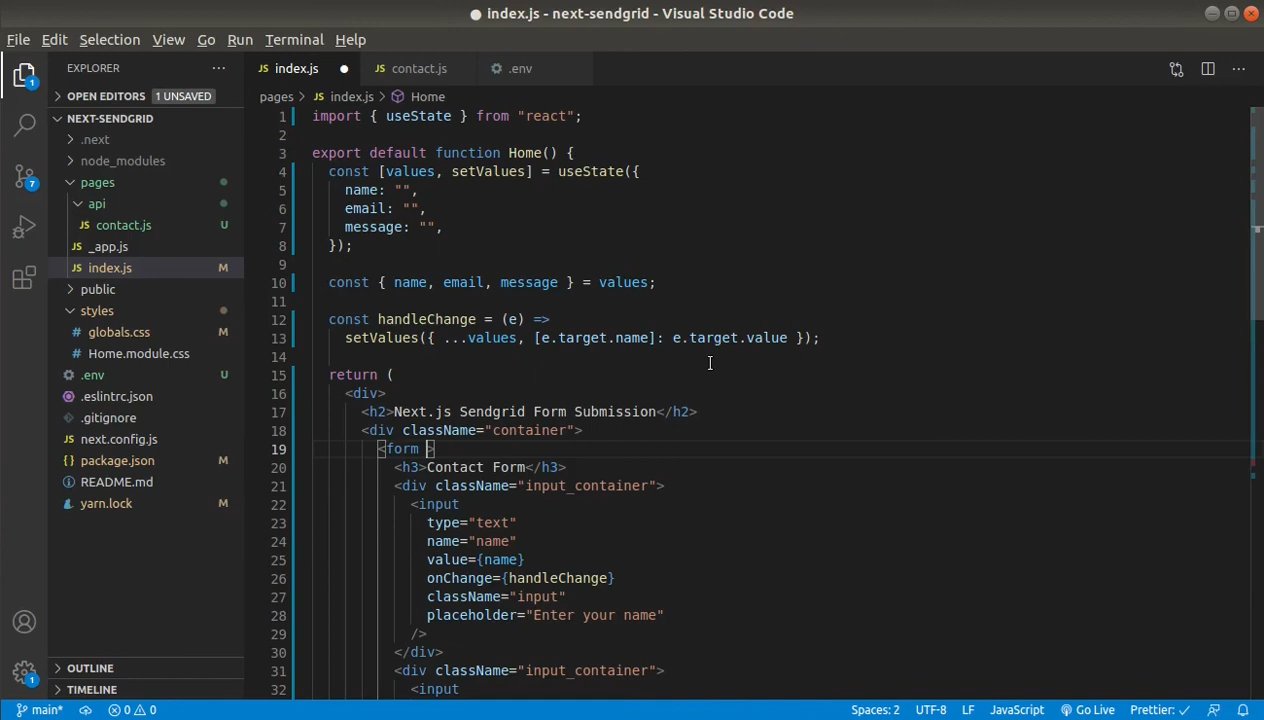 index.js - next-sendgrid - Visual Studio Code
File Edit Selection View Go Run Terminal Help
EXPLORER
OPEN EDITORS 1 UNSAVED
NEXT-SENDGRID
.next
node_modules
pages
api
JS contact.js U
JS _app.js
JS index.js M
public
styles
# globals.css M
# Home.module.css
.env U
.eslintrc.json
.gitignore
JS next.config.js
{} package.json M
README.md
yarn.lock M
OUTLINE
TIMELINE
1
7
1
JS index.js
JS contact.js
.env
pages > JS index.js > Home
1 import { useState } from "react";
2
3 export default function Home() {
4 const [values, setValues] = useState({
5 name: "",
6 email: "",
7 message: "",
8 });
9
10 const { name, email, message } = values;
11
12 const handleChange = (e) =>
13 setValues({ ...values, [e.target.name]: e.target.value });
14
15 return (
16 <div>
17 <h2>Next.js Sendgrid Form Submission</h2>
18 <div className="container">
19 <form >
20 <h3>Contact Form</h3>
21 <div className="input_container">
22 <input
23 type="text"
24 name="name"
25 value={name}
26 onChange={handleChange}
27 className="input"
28 placeholder="Enter your name"
29 />
30 </div>
31 <div className="input_container">
32 <input
main* 0 0 Spaces: 2 UTF-8 LF JavaScript Go Live Prettier: ✓